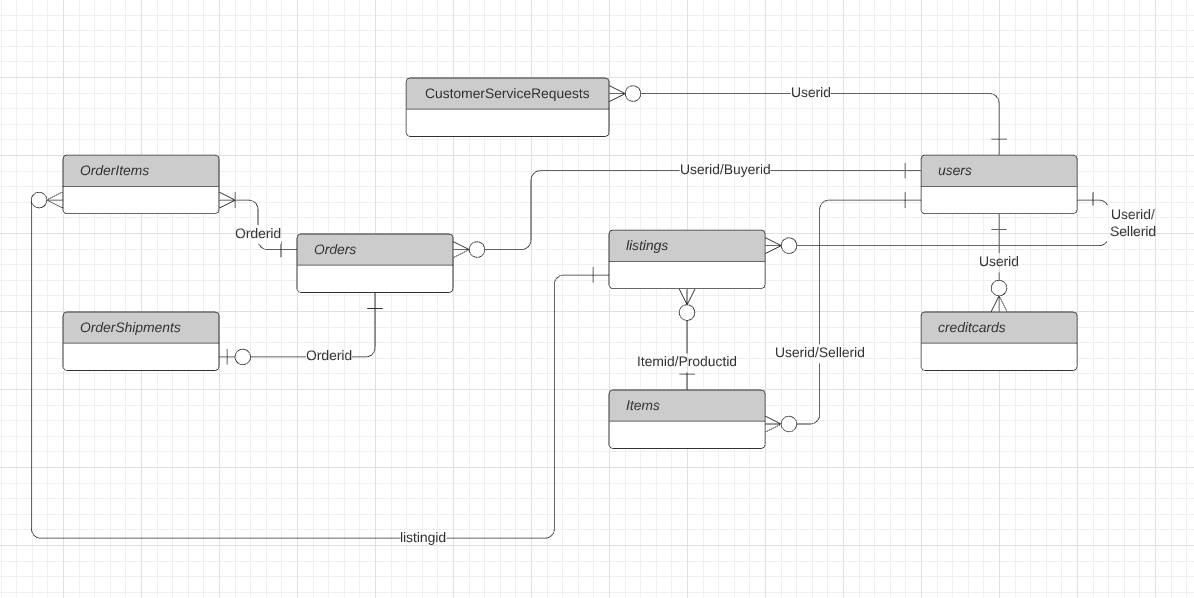 CustomerServiceRequests
Userid
OrderItems
Userid/Buyerid
users
Orderid
Orders
listings
Userid/
Sellerid
Userid
OrderShipments
Orderid
creditcards
Itemid/Productid
Userid/Sellerid
Items
listingid